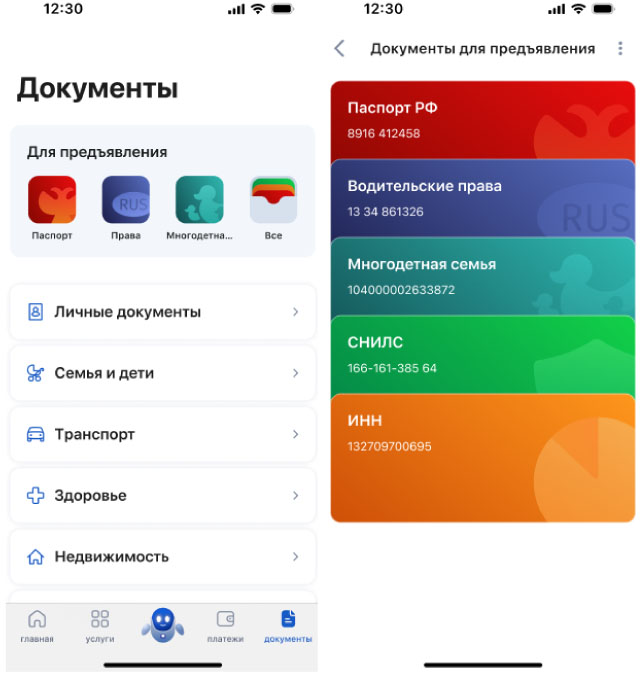 12:30
Документы
Для предъявления
Паспорт
Права
Многодетна...
Все
Личные документы
Семья и дети
Транспорт
Здоровье
Недвижимость
главная
услуги
платежи
документы
12:30
Документы для предъявления
Паспорт РФ
8916 412458
Водительские права
13 34 861326
RUS
Многодетная семья
104000002633872
СНИЛС
166-161-385 64
ИНН
132709700695